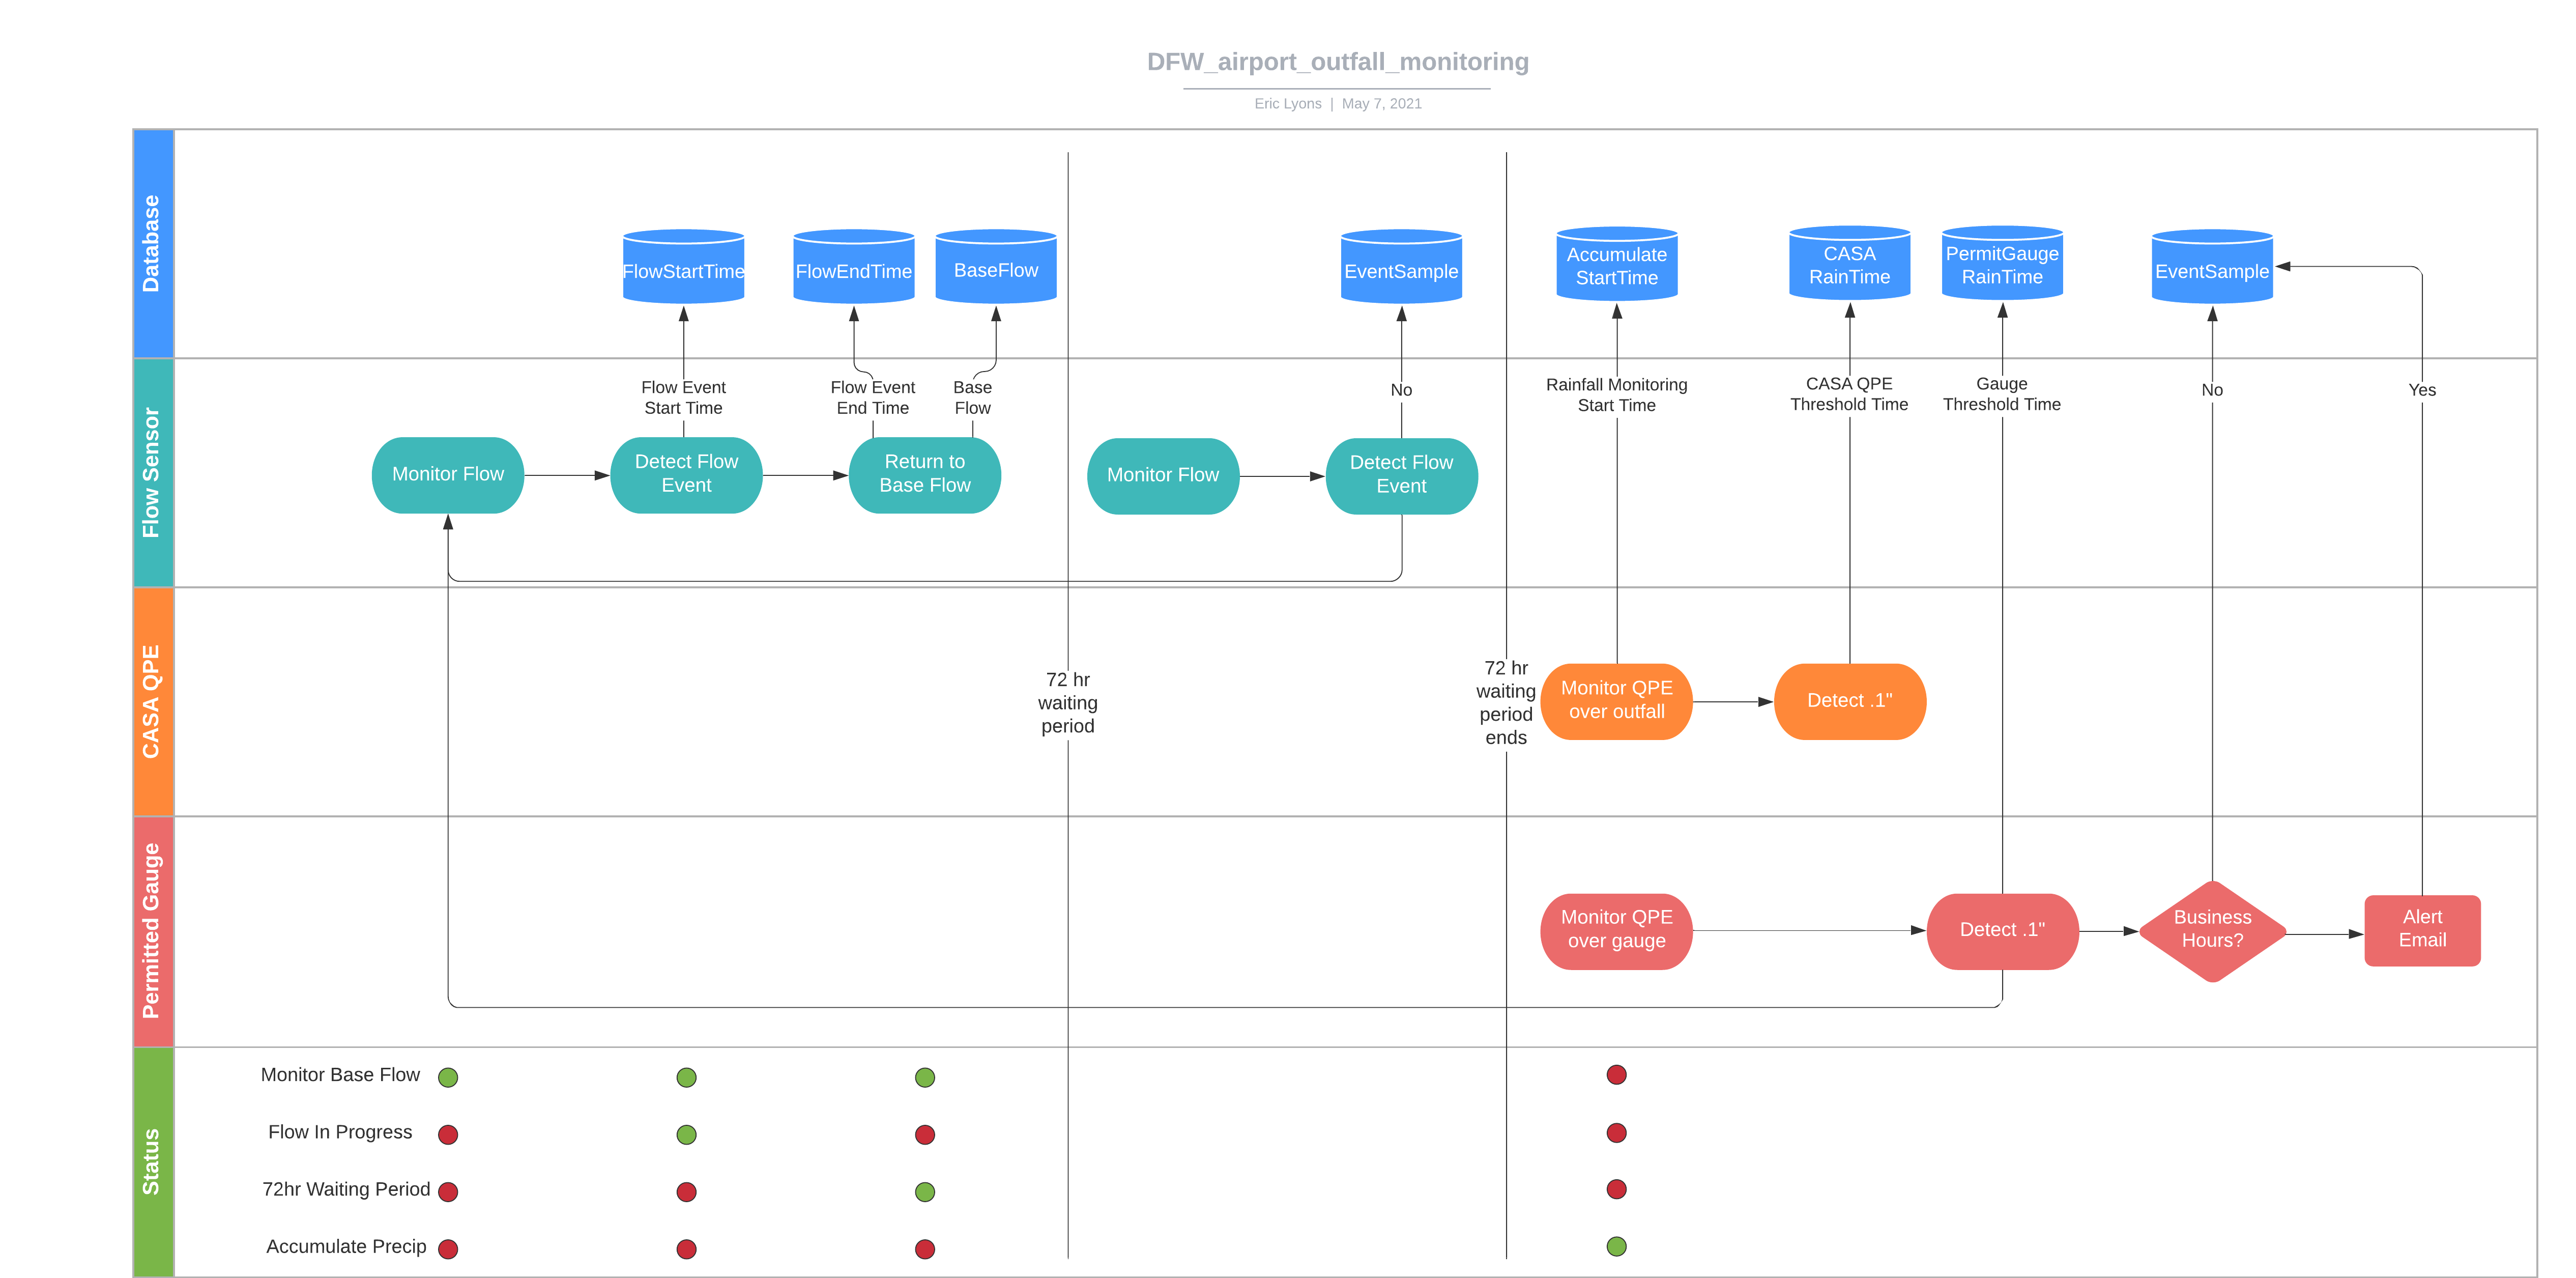 DFW_airport_outfall_monitoring
Eric Lyons | May 7, 2021
Database
FlowStartTime
FlowEndTime
BaseFlow
EventSample
Accumulate
StartTime
CASA
RainTime
PermitGauge
RainTime
EventSample
Flow Sensor
Flow Event
Start Time
Flow Event
End Time
Base
Flow
No
Rainfall Monitoring
Start Time
CASA QPE
Threshold Time
Gauge
Threshold Time
No
Yes
Monitor Flow
Detect Flow
Event
Return to
Base Flow
Monitor Flow
Detect Flow
Event
CASA QPE
72 hr
waiting
period
72 hr
waiting
period
ends
Monitor QPE
over outfall
Detect .1"
Permitted Gauge
Monitor QPE
over gauge
Detect .1"
Business
Hours?
Alert
Email
Status
Monitor Base Flow
Flow In Progress
72hr Waiting Period
Accumulate Precip